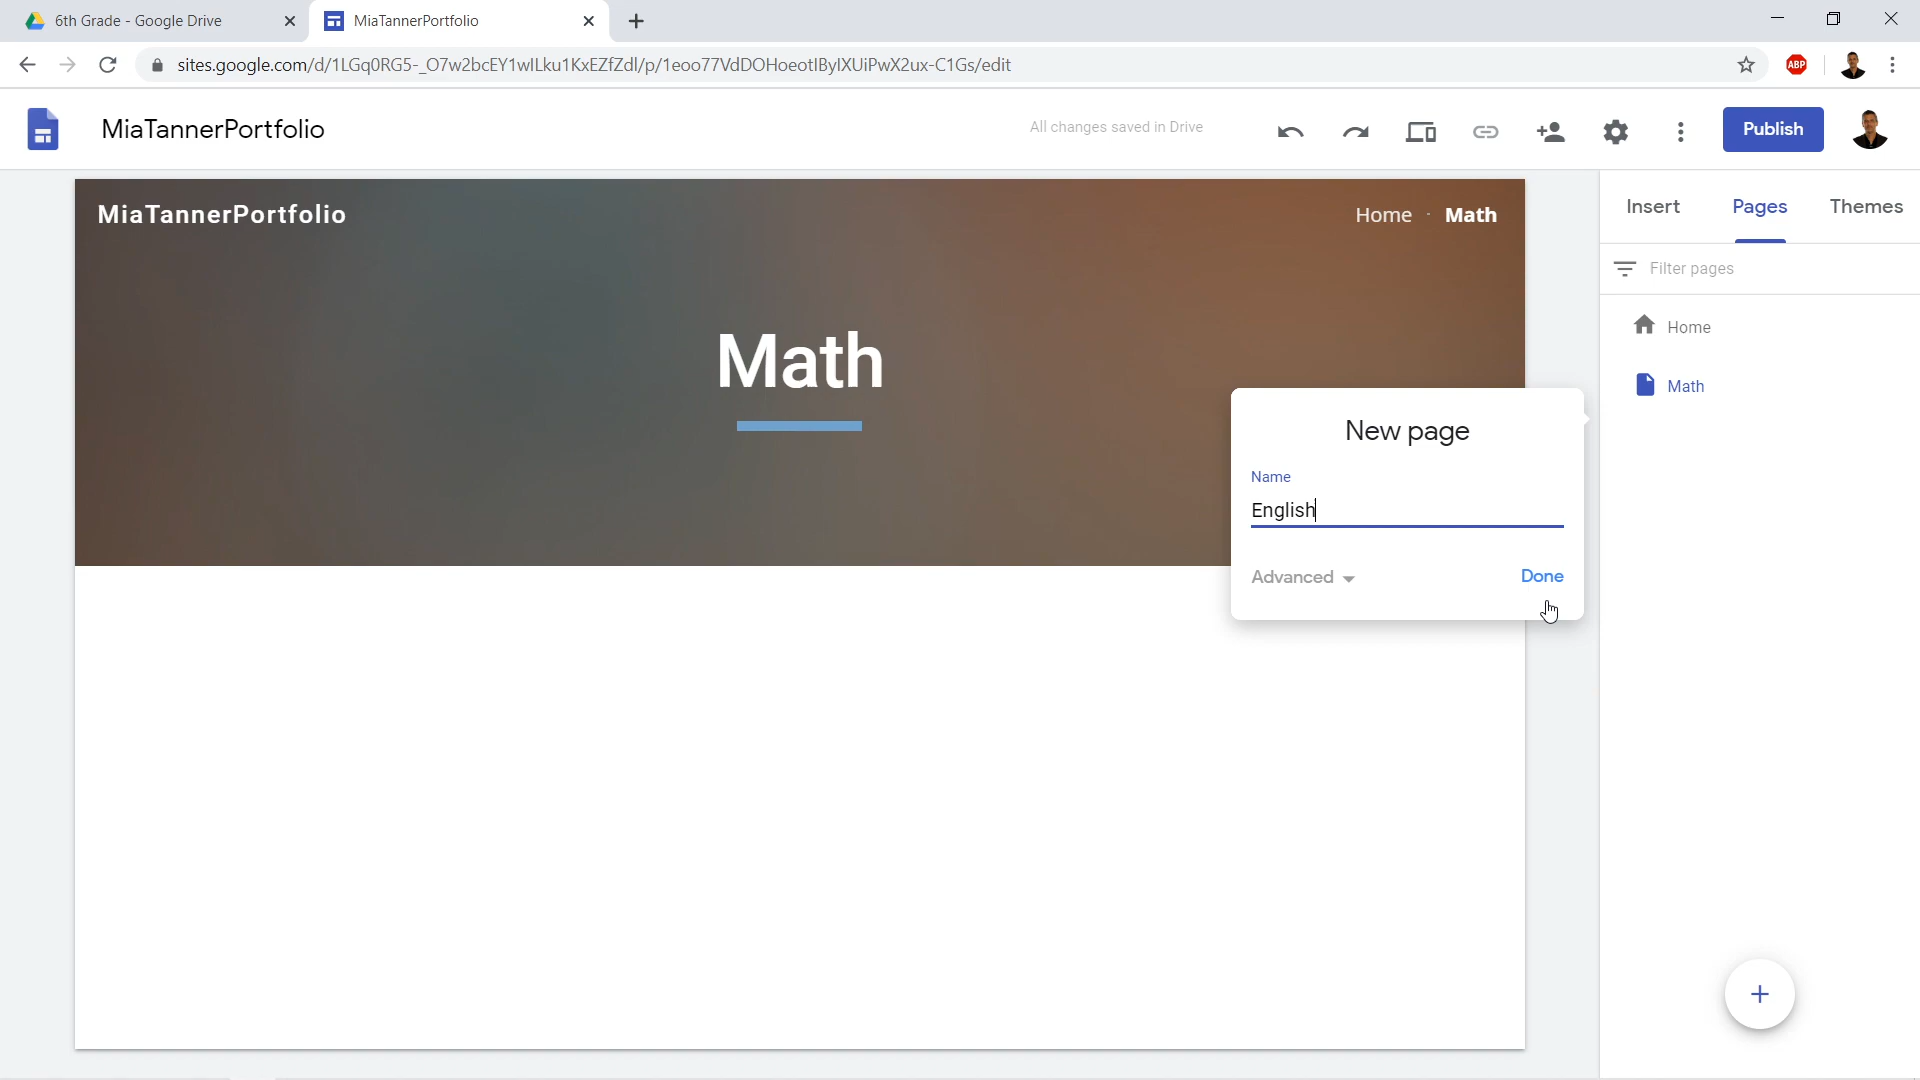 6th Grade - Google Drive
MiaTannerPortfolio
sites.google.com/d/1LGq0RG5-_O7w2bcEY1wILku1KxEZfZdl/p/1eoo77VdDOHoeotIByIXUiPwX2ux-C1Gs/edit
ABP
MiaTannerPortfolio
All changes saved in Drive
Publish
MiaTannerPortfolio
Home · Math
Insert
Pages
Themes
Filter pages
Home
Math
Math
New page
Name
English
Advanced
Done